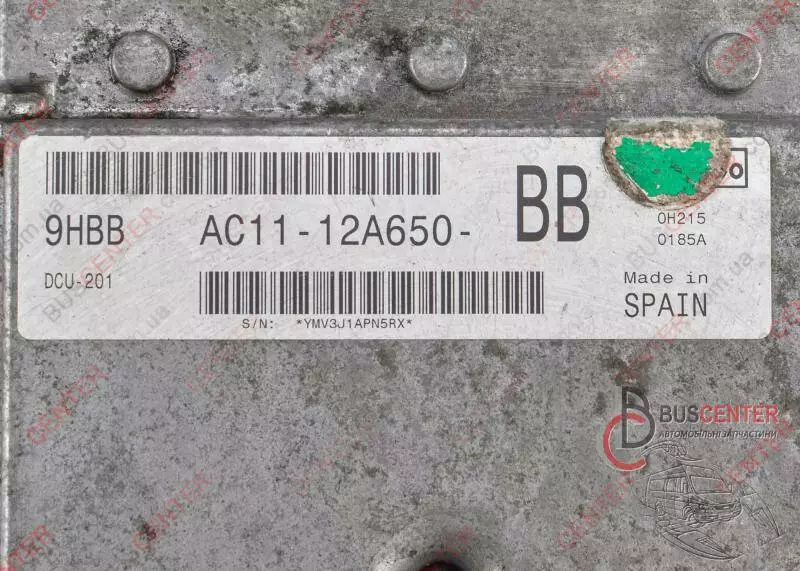 9HBB AC11-12A650- BB
0H215
0185A
DCU-201
Made in
SPAIN
S/N: *YMV3J1APN5RX*
BUSCENTER
АВТОМОБІЛЬНІ ЗАПЧАСТИНИ